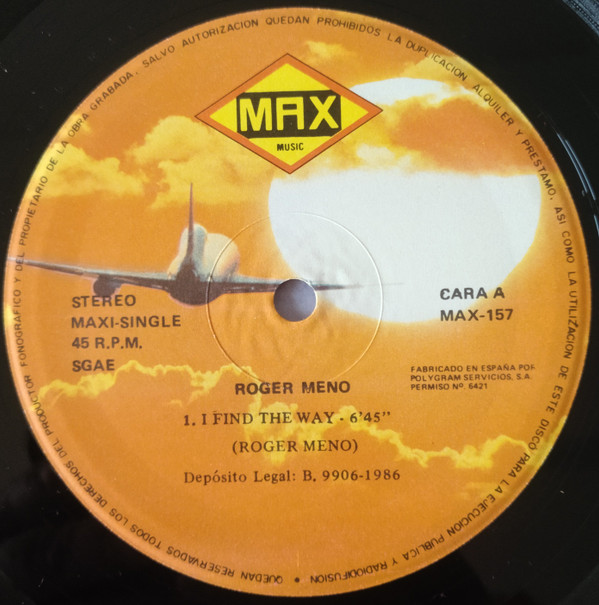 QUEDAN RESERVADOS TODOS LOS DERECHOS DEL PRODUCTOR FONOGRAFICO Y DEL PROPIETARIO DE LA OBRA GRABADA. SALVO AUTORIZACION QUEDAN PROHIBIDOS LA DUPLICACION, ALQUILER Y PRESTAMO, ASI COMO LA UTILIZACION DE ESTE DISCO PARA LA EJECUCION PUBLICA Y RADIODIFUSION •
MAX
MUSIC
STEREO
MAXI-SINGLE
45 R.P.M.
SGAE
CARA A
MAX-157
FABRICADO EN ESPAÑA POR
POLYGRAM SERVICIOS, S.A.
PERMISO Nº. 6421
ROGER MENO
1. I FIND THE WAY - 6'45"
(ROGER MENO)
Depósito Legal: B. 9906-1986